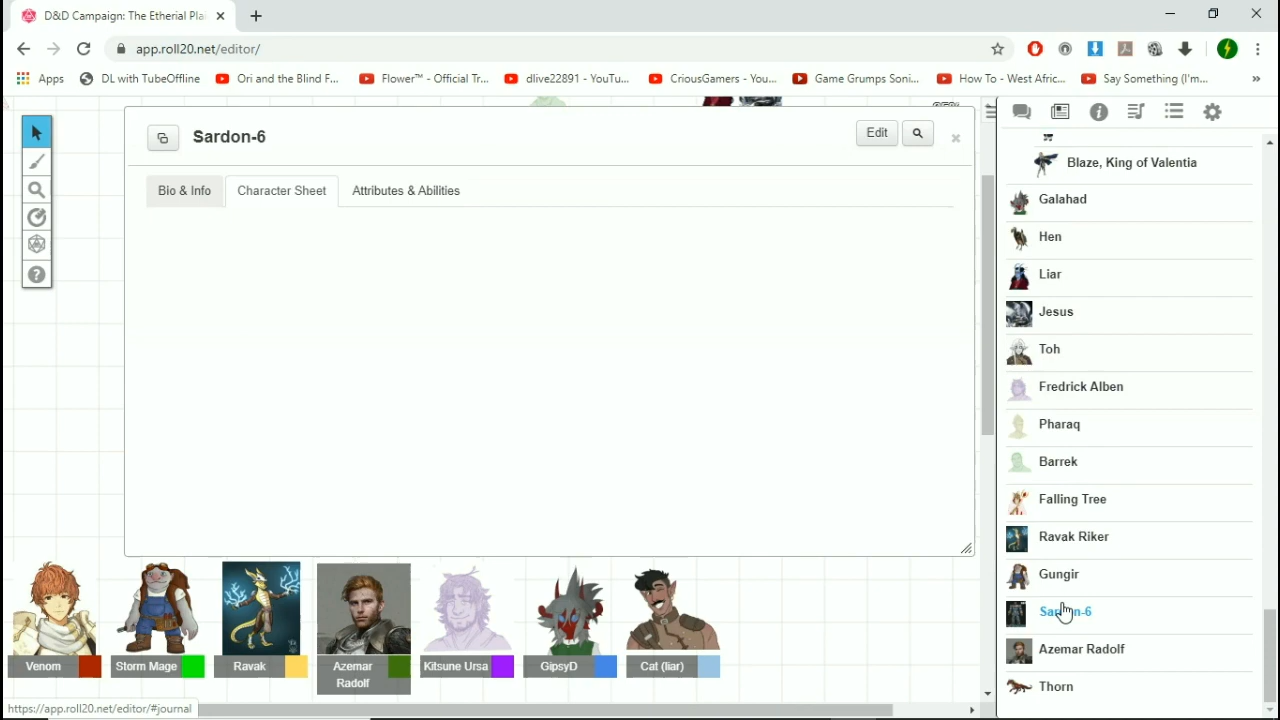 D&D Campaign: The Etherial Plai
app.roll20.net/editor/
Apps
DL with TubeOffline
Ori and the Blind F...
Flower™ - Official Tr...
dlive22891 - YouTu...
CriousGamers - You...
Game Grumps Soni...
How To - West Afric...
Say Something (I'm...
Sardon-6
Edit
Bio & Info
Character Sheet
Attributes & Abilities
Blaze, King of Valentia
Galahad
Hen
Liar
Jesus
Toh
Fredrick Alben
Pharaq
Barrek
Falling Tree
Ravak Riker
Gungir
Sardon-6
Azemar Radolf
Thorn
Venom
Storm Mage
Ravak
Azemar
Radolf
Kitsune Ursa
GipsyD
Cat (liar)
https://app.roll20.net/editor/#journal